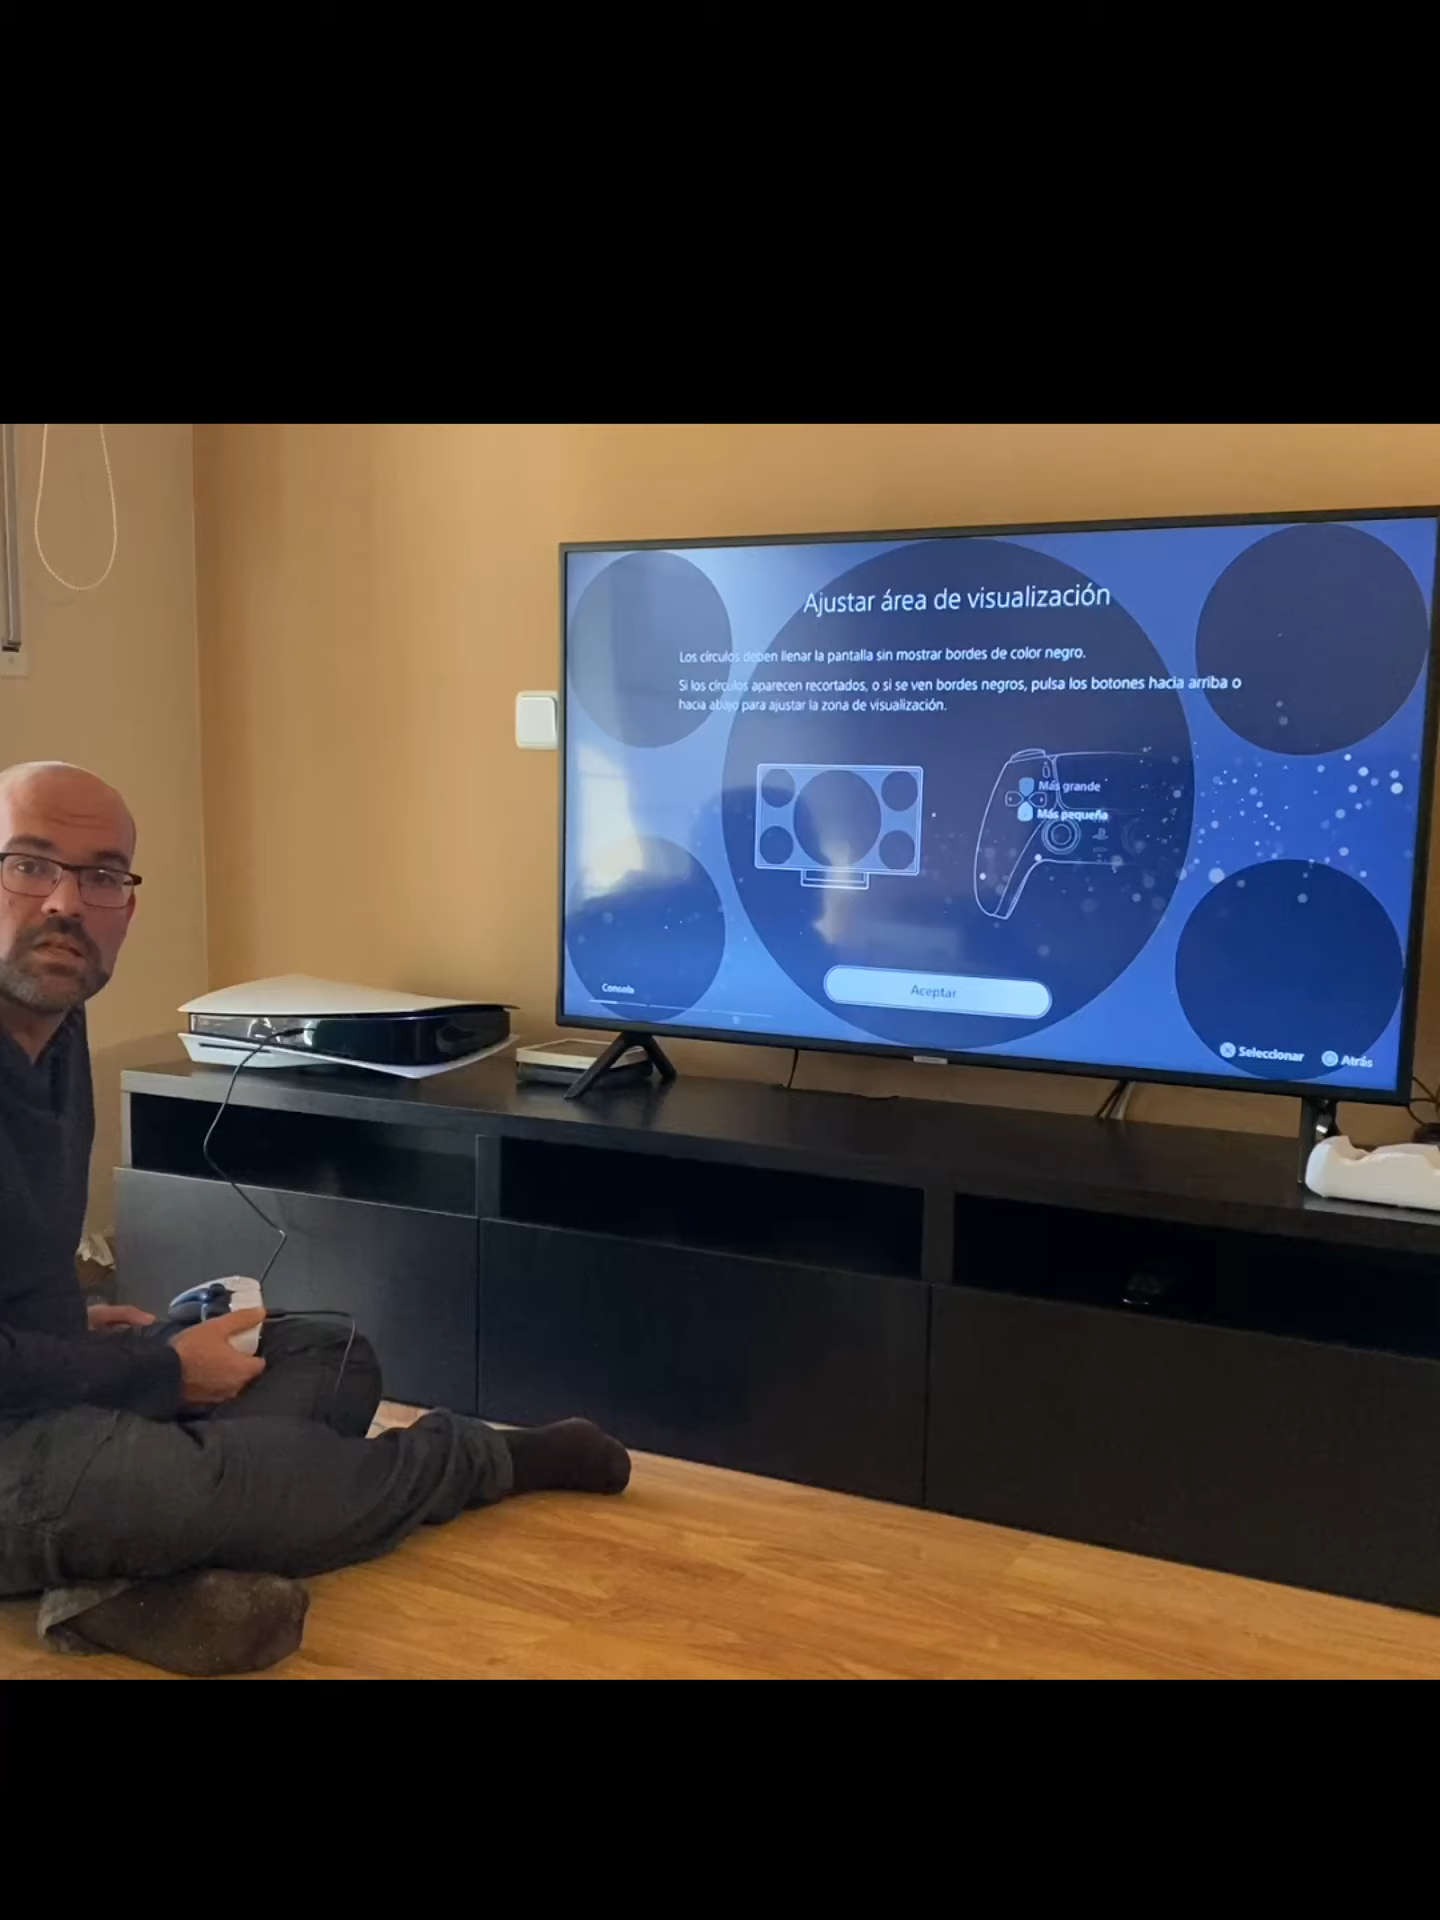 Ajustar área de visualización
Los círculos deben llenar la pantalla sin mostrar bordes de color negro.
Si los círculos aparecen recortados, o si se ven bordes negros, pulsa los botones hacia arriba o
hacia abajo para ajustar la zona de visualización.
Más grande
Más pequeña
Consola
Aceptar
Seleccionar
Atrás